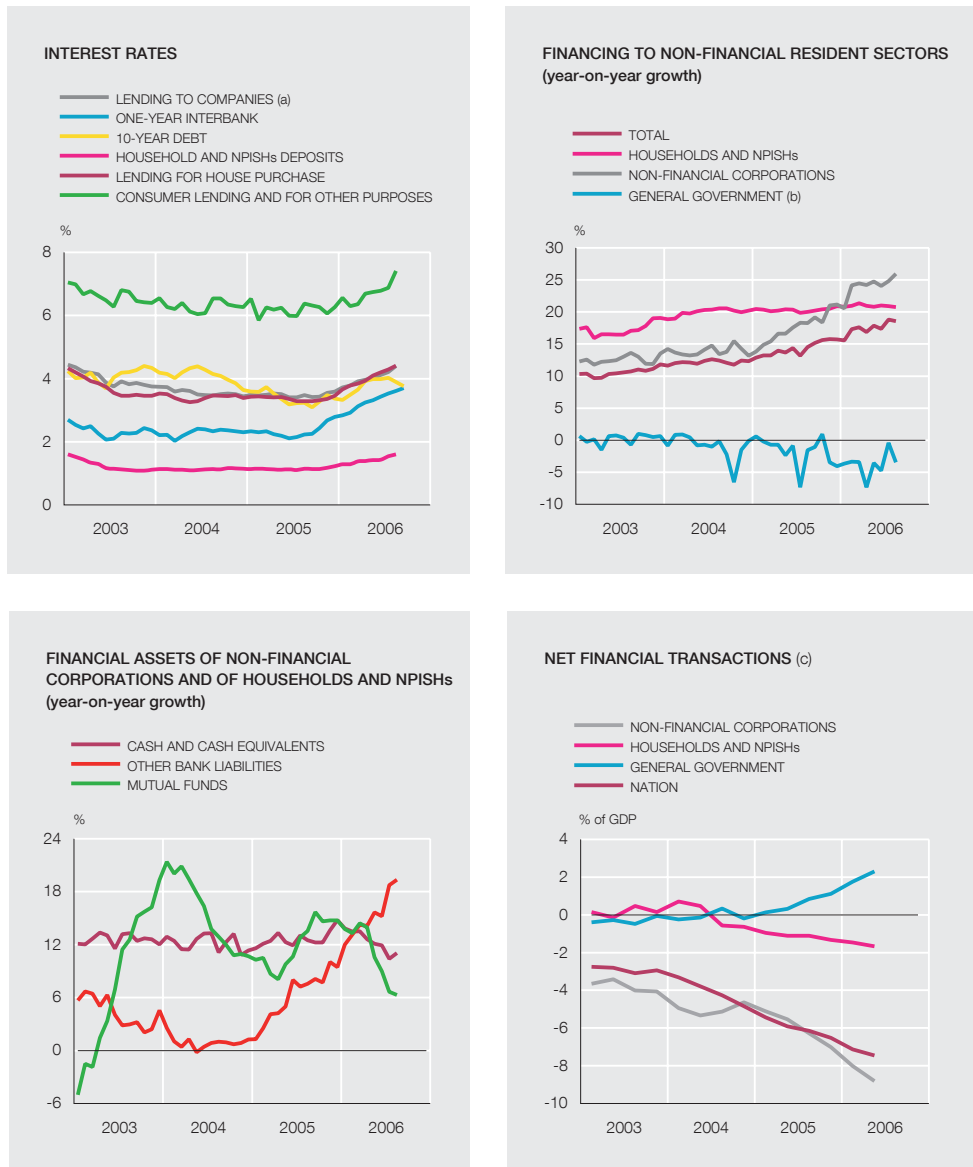 INTEREST RATES
LENDING TO COMPANIES (a)
ONE-YEAR INTERBANK
10-YEAR DEBT
HOUSEHOLD AND NPISHs DEPOSITS
LENDING FOR HOUSE PURCHASE
CONSUMER LENDING AND FOR OTHER PURPOSES
%
8
6
4
2
0
2003 2004 2005 2006
FINANCING TO NON-FINANCIAL RESIDENT SECTORS
(year-on-year growth)
TOTAL
HOUSEHOLDS AND NPISHs
NON-FINANCIAL CORPORATIONS
GENERAL GOVERNMENT (b)
%
30
25
20
15
10
5
0
-5
-10
2003 2004 2005 2006
FINANCIAL ASSETS OF NON-FINANCIAL
CORPORATIONS AND OF HOUSEHOLDS AND NPISHs
(year-on-year growth)
CASH AND CASH EQUIVALENTS
OTHER BANK LIABILITIES
MUTUAL FUNDS
%
24
18
12
6
0
-6
2003 2004 2005 2006
NET FINANCIAL TRANSACTIONS (c)
NON-FINANCIAL CORPORATIONS
HOUSEHOLDS AND NPISHs
GENERAL GOVERNMENT
NATION
% of GDP
4
2
0
-2
-4
-6
-8
-10
2003 2004 2005 2006